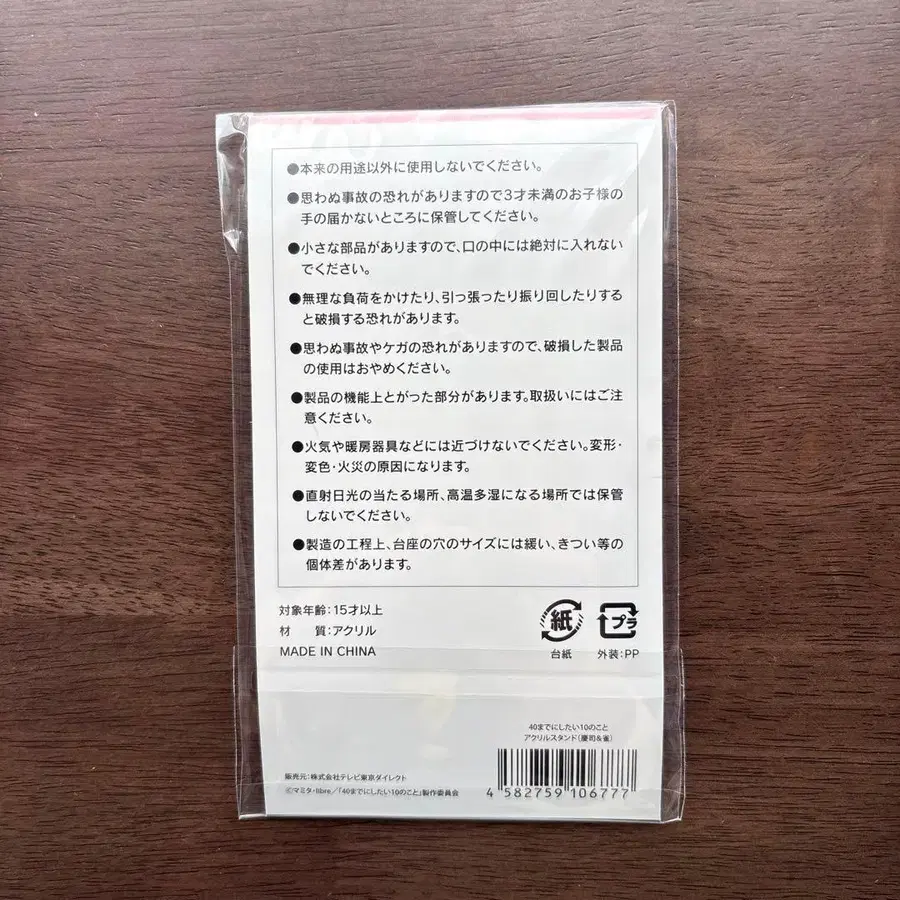 ●本来の用途以外に使用しないでください。
●思わぬ事故の恐れがありますので3才未満のお子様の
手の届かないところに保管してください。
●小さな部品がありますので、口の中には絶対に入れない
でください。
●無理な負荷をかけたり、引っ張ったり振り回したりする
と破損する恐れがあります。
●思わぬ事故やケガの恐れがありますので、破損した製品
の使用はおやめください。
●製品の機能上とがった部分があります。取扱いにはご注
意ください。
●火気や暖房器具などには近づけないでください。変形・
変色・火災の原因になります。
●直射日光の当たる場所、高温多湿になる場所では保管
しないでください。
●製造の工程上、台座の穴のサイズには緩い、きつい等の
個体差があります。
対象年齢:15才以上
材 質:アクリル
MADE IN CHINA
紙
台紙
プラ
外装:PP
40までにしたい10のこと
アクリルスタンド(慶司&雀)
販売元:株式会社テレビ東京ダイレクト
©マミタ・libre/「40までにしたい10のこと」製作委員会
4 582759 106777